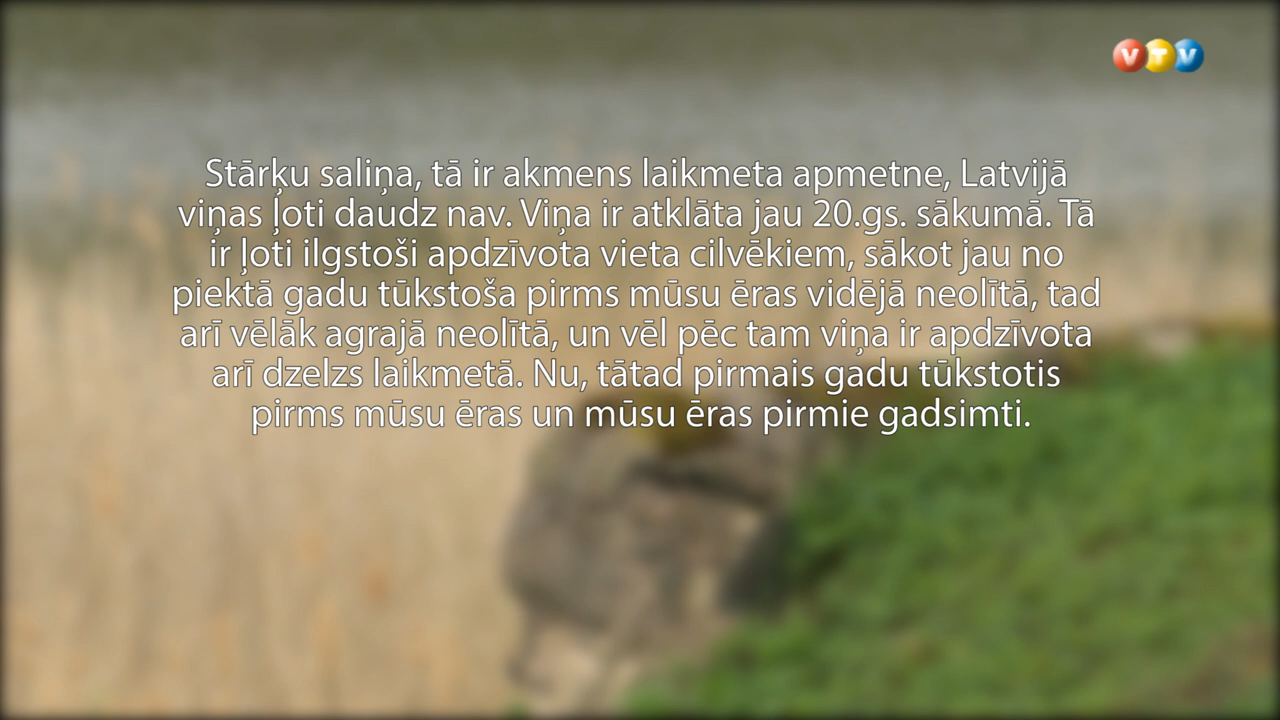 VTV
Stārķu saliņa, tā ir akmens laikmeta apmetne, Latvijā
viņas ļoti daudz nav. Viņa ir atklāta jau 20.gs. sākumā. Tā
ir ļoti ilgstoši apdzīvota vieta cilvēkiem, sākot jau no
piektā gadu tūkstoša pirms mūsu ēras vidējā neolītā, tad
arī vēlāk agrajā neolītā, un vēl pēc tam viņa ir apdzīvota
arī dzelzs laikmetā. Nu, tātad pirmais gadu tūkstotis
pirms mūsu ēras un mūsu ēras pirmie gadsimti.